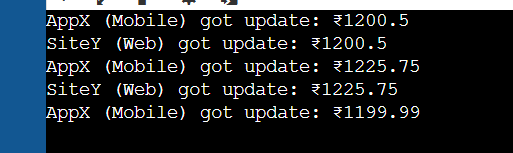 AppX (Mobile) got update: ₹1200.5
SiteY (Web) got update: ₹1200.5
AppX (Mobile) got update: ₹1225.75
SiteY (Web) got update: ₹1225.75
AppX (Mobile) got update: ₹1199.99